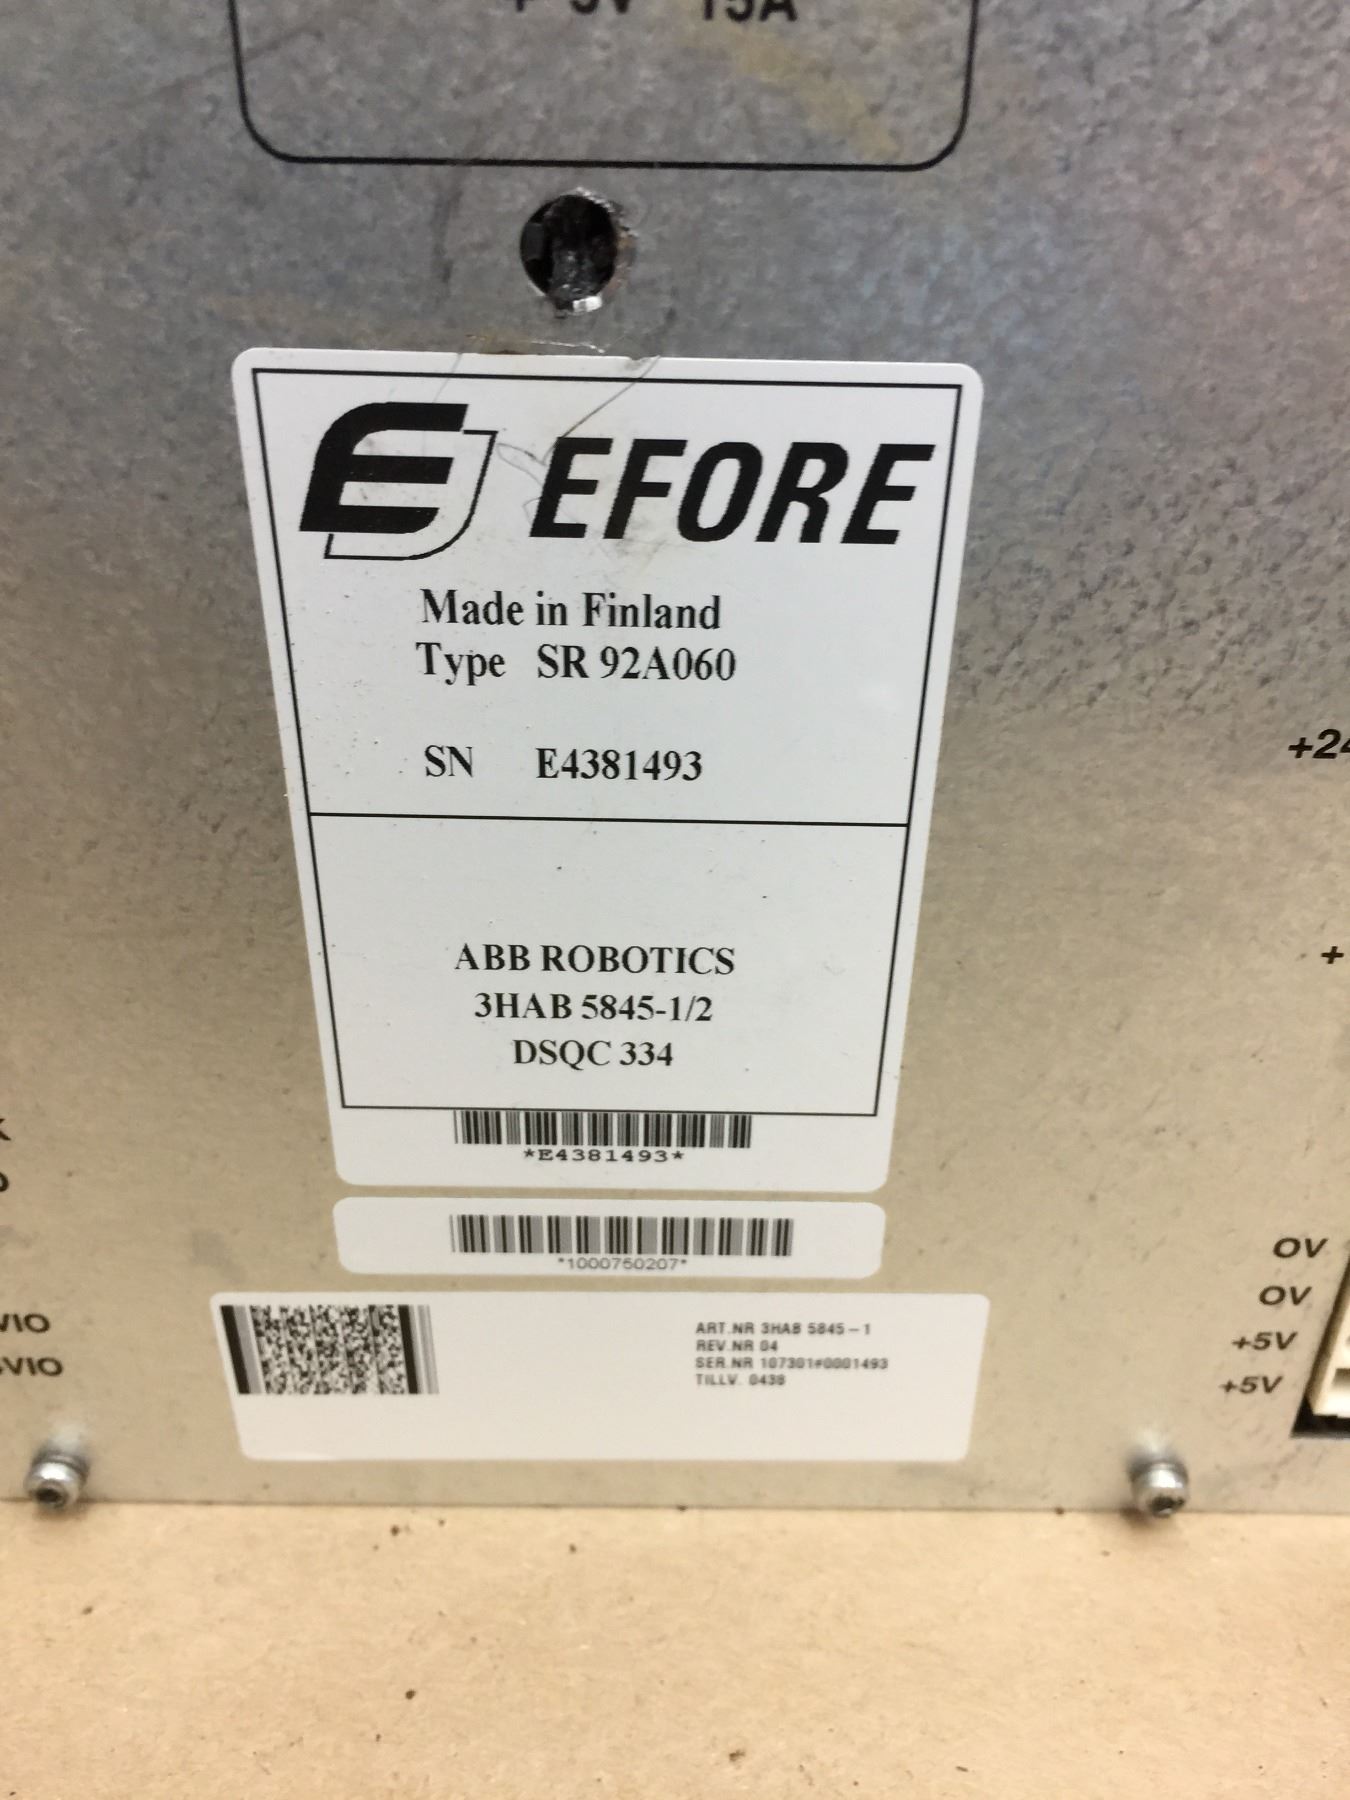 + 5V 15A
EFORE
Made in Finland
Type SR 92A060
SN E4381493
+24
ABB ROBOTICS
3HAB 5845-1/2
DSQC 334
+
*E4381493*
*1000750207*
0V
0V
+5V
+5V
VIO
VIO
ART.NR 3HAB 5845-1
REV.NR 04
SER.NR 107301#0001493
TILLV. 0438